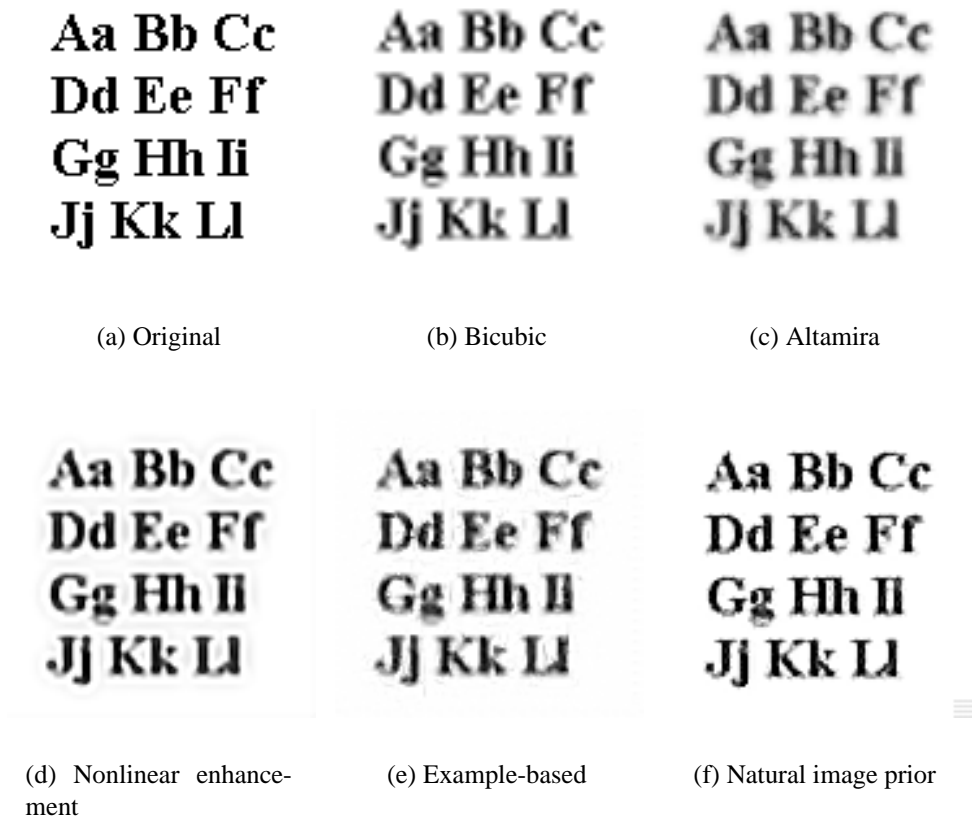 Aa Bb Cc
Dd Ee Ff
Gg Hh Ii
Jj Kk Ll
(a) Original
Aa Bb Cc
Dd Ee Ff
Gg Hh Ii
Jj Kk Ll
(b) Bicubic
Aa Bb Cc
Dd Ee Ff
Gg Hh Ii
Jj Kk Ll
(c) Altamira
Aa Bb Cc
Dd Ee Ff
Gg Hh Ii
Jj Kk Ll
(d) Nonlinear enhance-
ment
Aa Bb Cc
Dd Ee Ff
Gg Hh Ii
Jj Kk Ll
(e) Example-based
Aa Bb Cc
Dd Ee Ff
Gg Hh Ii
Jj Kk Ll
(f) Natural image prior